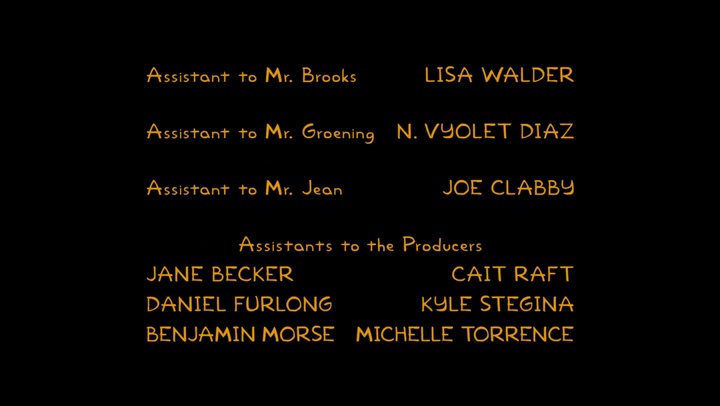 Assistant to Mr. Brooks LISA WALDER
Assistant to Mr. Groening N. VYOLET DIAZ
Assistant to Mr. Jean JOE CLABBY
Assistants to the Producers
JANE BECKER CAIT RAFT
DANIEL FURLONG KYLE STEGINA
BENJAMIN MORSE MICHELLE TORRENCE